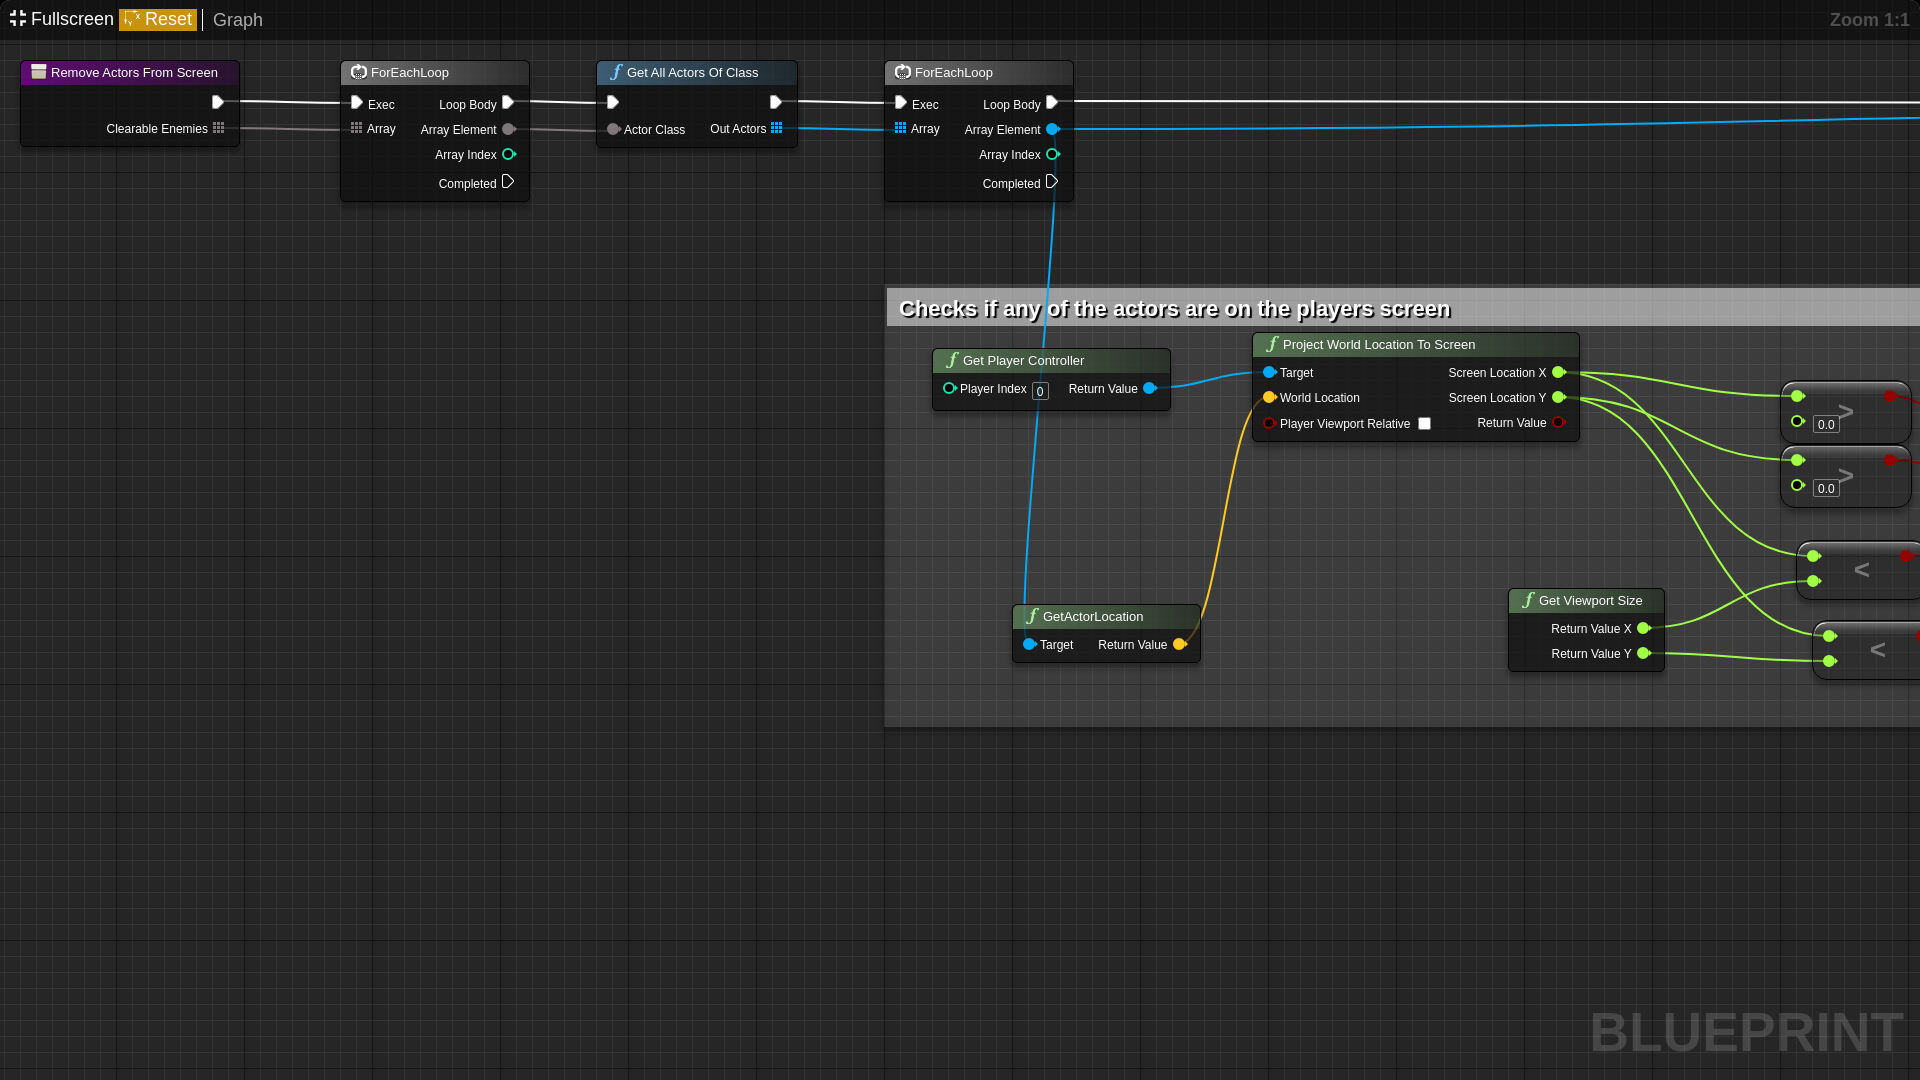 Fullscreen Reset Graph Zoom 1:1
Remove Actors From Screen
Clearable Enemies
ForEachLoop
Exec Loop Body
Array Array Element
Array Index
Completed
Get All Actors Of Class
Actor Class Out Actors
ForEachLoop
Exec Loop Body
Array Array Element
Array Index
Completed
Checks if any of the actors are on the players screen
Get Player Controller
Player Index 0 Return Value
Project World Location To Screen
Target Screen Location X
World Location Screen Location Y
Player Viewport Relative Return Value
>
0.0
>
0.0
<
Get Viewport Size
Return Value X
Return Value Y
<
GetActorLocation
Target Return Value
BLUEPRINT